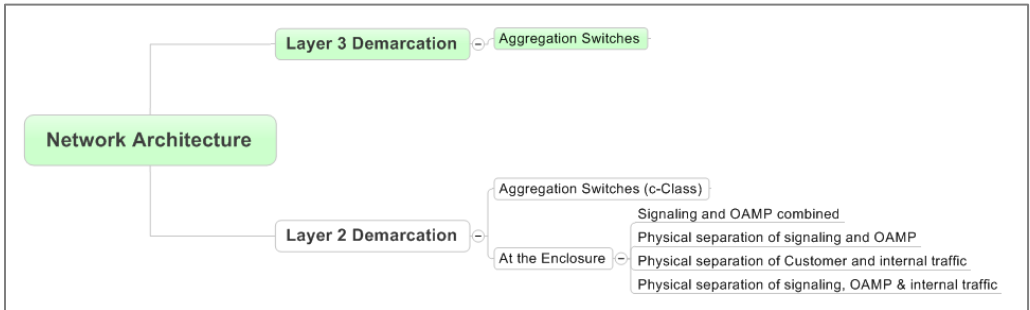 Layer 3 Demarcation
Aggregation Switches
Network Architecture
Aggregation Switches (c-Class)
Layer 2 Demarcation
At the Enclosure
Signaling and OAMP combined
Physical separation of signaling and OAMP
Physical separation of Customer and internal traffic
Physical separation of signaling, OAMP & internal traffic